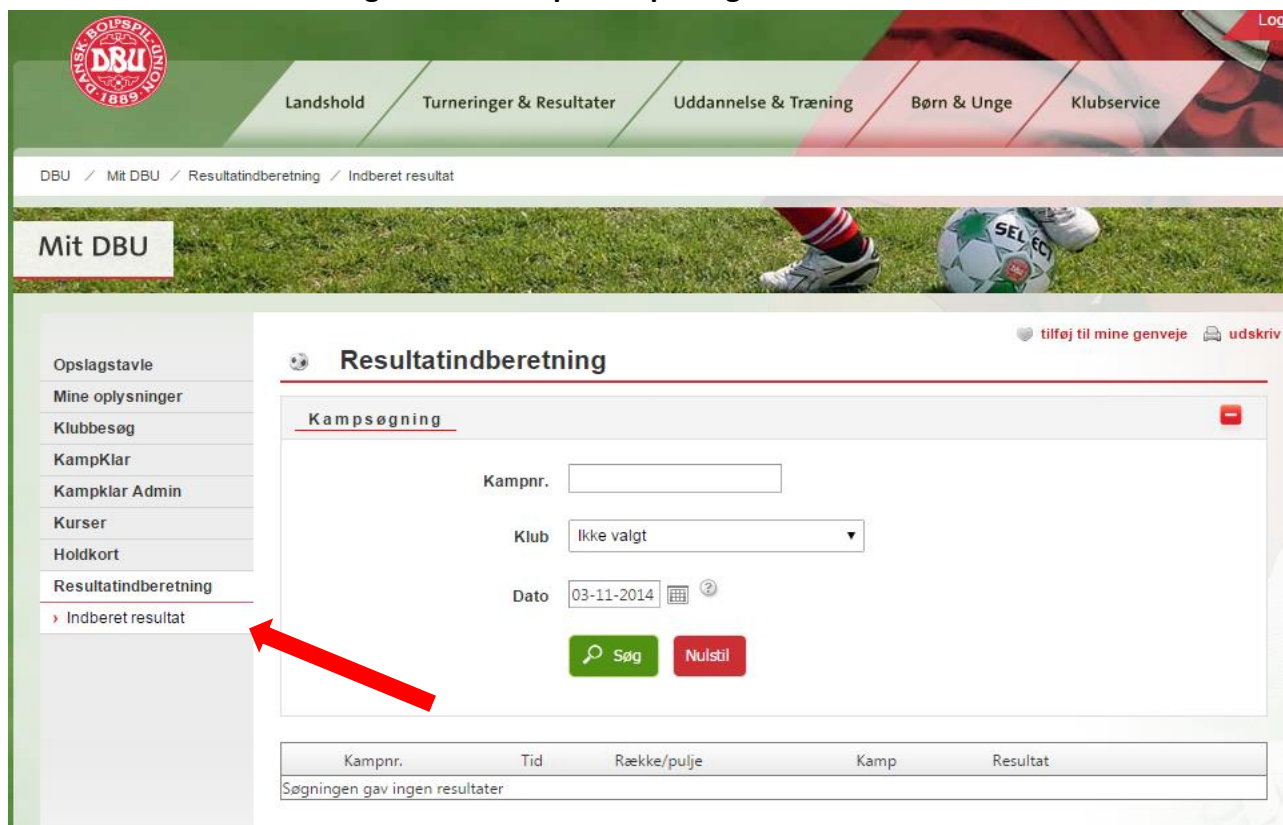 Log
DANSK BOLDSPIL-UNION
DBU
1889
Landshold
Turneringer & Resultater
Uddannelse & Træning
Børn & Unge
Klubservice
DBU / Mit DBU / Resultatindberetning / Indberet resultat
Mit DBU
SELECT
tilføj til mine genveje
udskriv
Opslagstavle
Mine oplysninger
Klubbesøg
KampKlar
Kampklar Admin
Kurser
Holdkort
Resultatindberetning
› Indberet resultat
Resultatindberetning
Kampsøgning
Kampnr.
Klub Ikke valgt
Dato 03-11-2014
Søg
Nulstil
Kampnr. Tid Række/pulje Kamp Resultat
Søgningen gav ingen resultater